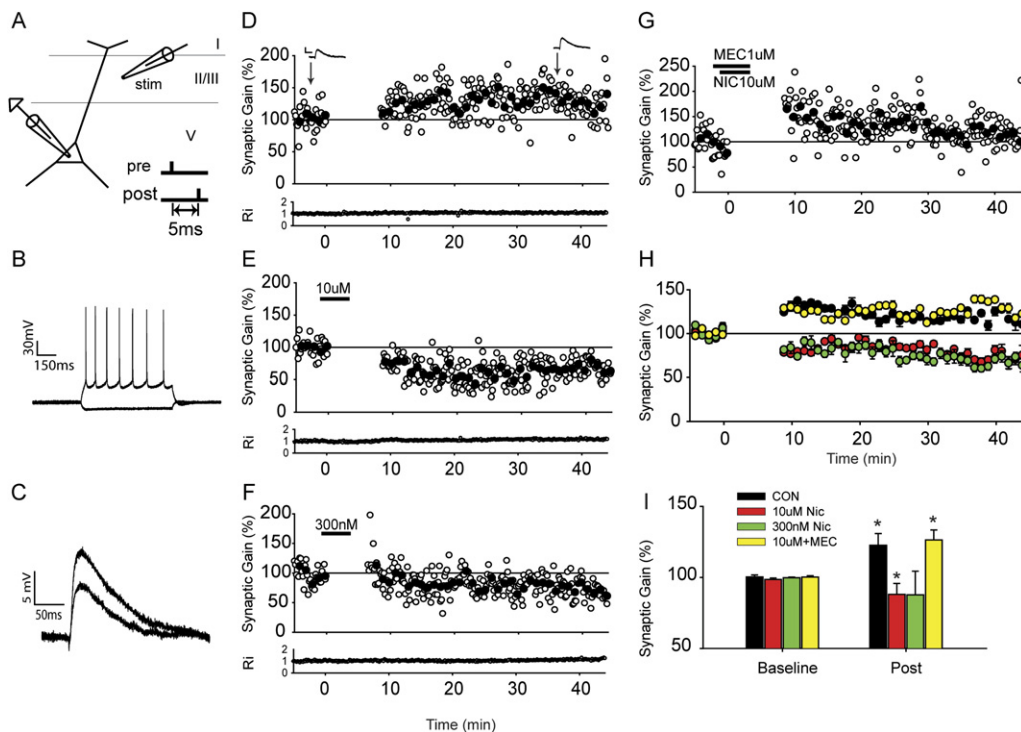 A
I
II/III
stim
V
pre
post
5ms
B
30mV
150ms
C
5 mV
50ms
D
Synaptic Gain (%)
200
150
100
50
0
Ri
2
1
0
0 10 20 30 40
E
10uM
Synaptic Gain (%)
200
150
100
50
0
Ri
2
1
0
0 10 20 30 40
F
300nM
Synaptic Gain (%)
200
150
100
50
0
Ri
2
1
0
0 10 20 30 40
Time (min)
G
MEC1uM
NIC10uM
Synaptic Gain (%)
250
200
150
100
50
0
0 10 20 30 40
H
Synaptic Gain (%)
150
100
50
0
0 10 20 30 40
Time (min)
I
CON
10uM Nic
300nM Nic
10uM+MEC
Synaptic Gain (%)
150
100
50
* * *
Baseline Post